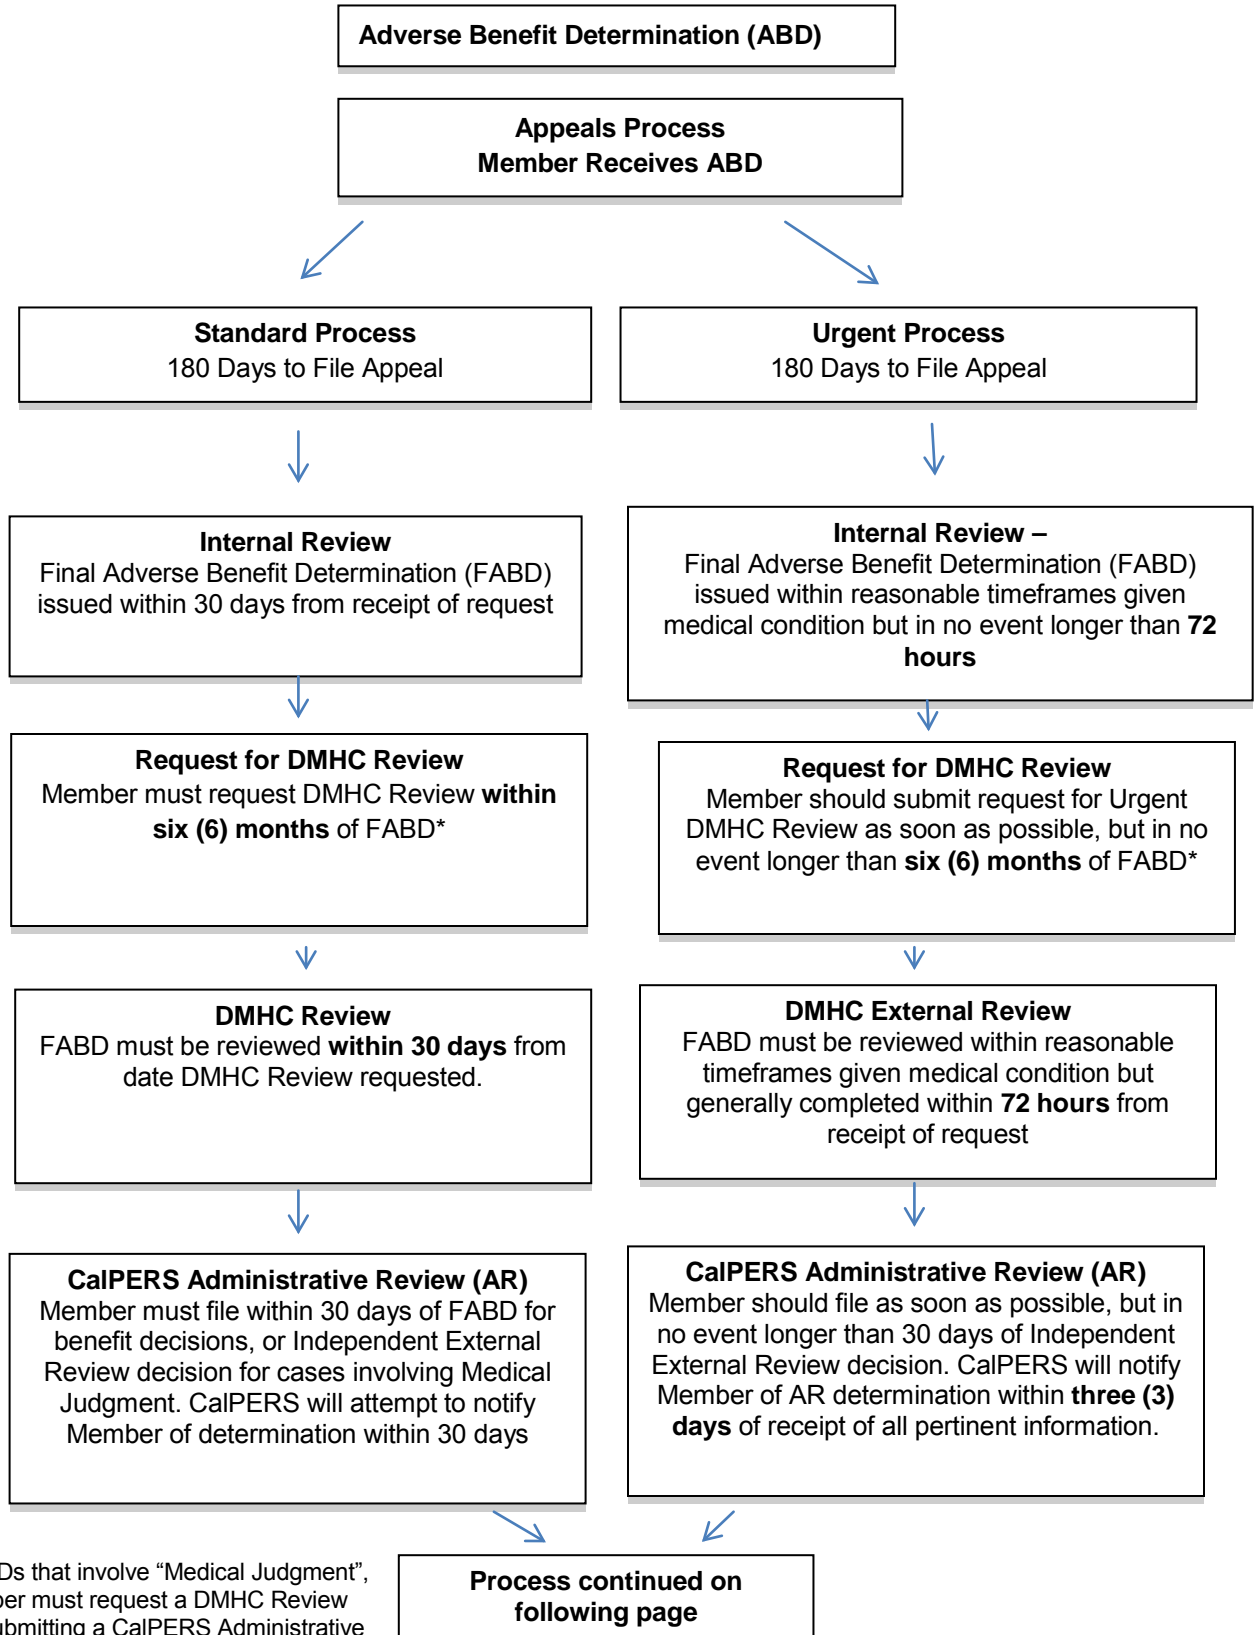 Adverse Benefit Determination (ABD)
Appeals Process
Member Receives ABD
Standard Process
180 Days to File Appeal
Urgent Process
180 Days to File Appeal
Internal Review
Final Adverse Benefit Determination (FABD)
issued within 30 days from receipt of request
Internal Review –
Final Adverse Benefit Determination (FABD)
issued within reasonable timeframes given
medical condition but in no event longer than 72
hours
Request for DMHC Review
Member must request DMHC Review within
six (6) months of FABD*
Request for DMHC Review
Member should submit request for Urgent
DMHC Review as soon as possible, but in no
event longer than six (6) months of FABD*
DMHC Review
FABD must be reviewed within 30 days from
date DMHC Review requested.
DMHC External Review
FABD must be reviewed within reasonable
timeframes given medical condition but
generally completed within 72 hours from
receipt of request
CalPERS Administrative Review (AR)
Member must file within 30 days of FABD for
benefit decisions, or Independent External
Review decision for cases involving Medical
Judgment. CalPERS will attempt to notify
Member of determination within 30 days
CalPERS Administrative Review (AR)
Member should file as soon as possible, but in
no event longer than 30 days of Independent
External Review decision. CalPERS will notify
Member of AR determination within three (3)
days of receipt of all pertinent information.
Ds that involve “Medical Judgment”,
ber must request a DMHC Review
ubmitting a CalPERS Administrative
Process continued on
following page